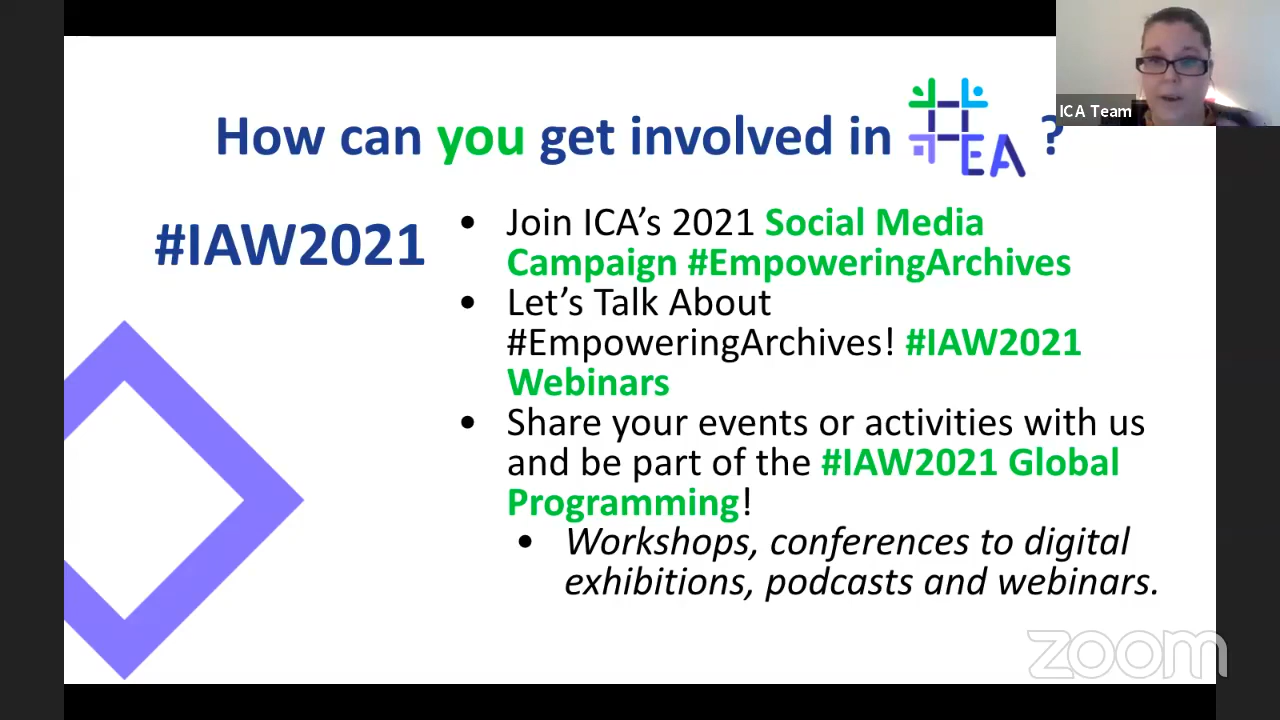 How can you get involved in #EA ?
ICA Team
#IAW2021
• Join ICA’s 2021 Social Media
Campaign #EmpoweringArchives
• Let’s Talk About
#EmpoweringArchives! #IAW2021
Webinars
• Share your events or activities with us
and be part of the #IAW2021 Global
Programming!
• Workshops, conferences to digital
exhibitions, podcasts and webinars.
zoom